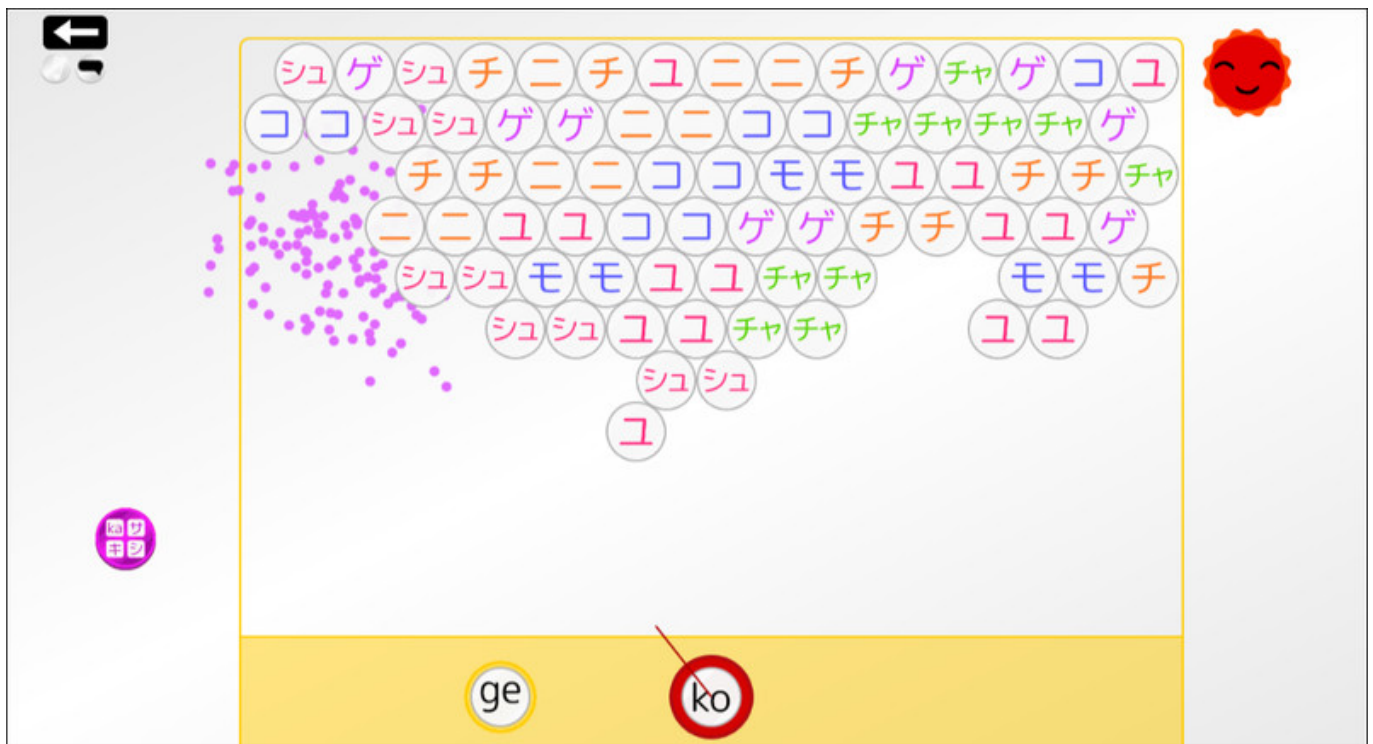 シュ ゲ シュ チ ニ チ ユ ニ ニ チ ゲ チャ ゲ コ ユ
ココ シュ シュ ゲ ゲ ニ ニ コ コ チャ チャ チャ チャ ゲ
チ チ ニ ニ コ コ モ モ ユ ユ チ チ チャ
ニ ニ ユ ユ コ コ ゲ ゲ チ チ ユ ユ ゲ
シュ シュ モ モ ユ ユ チャ チャ モ モ チ
シュ シュ ユ ユ チャ チャ ユ ユ
シュ シュ
ユ
ka サ
キ シ
ge ko